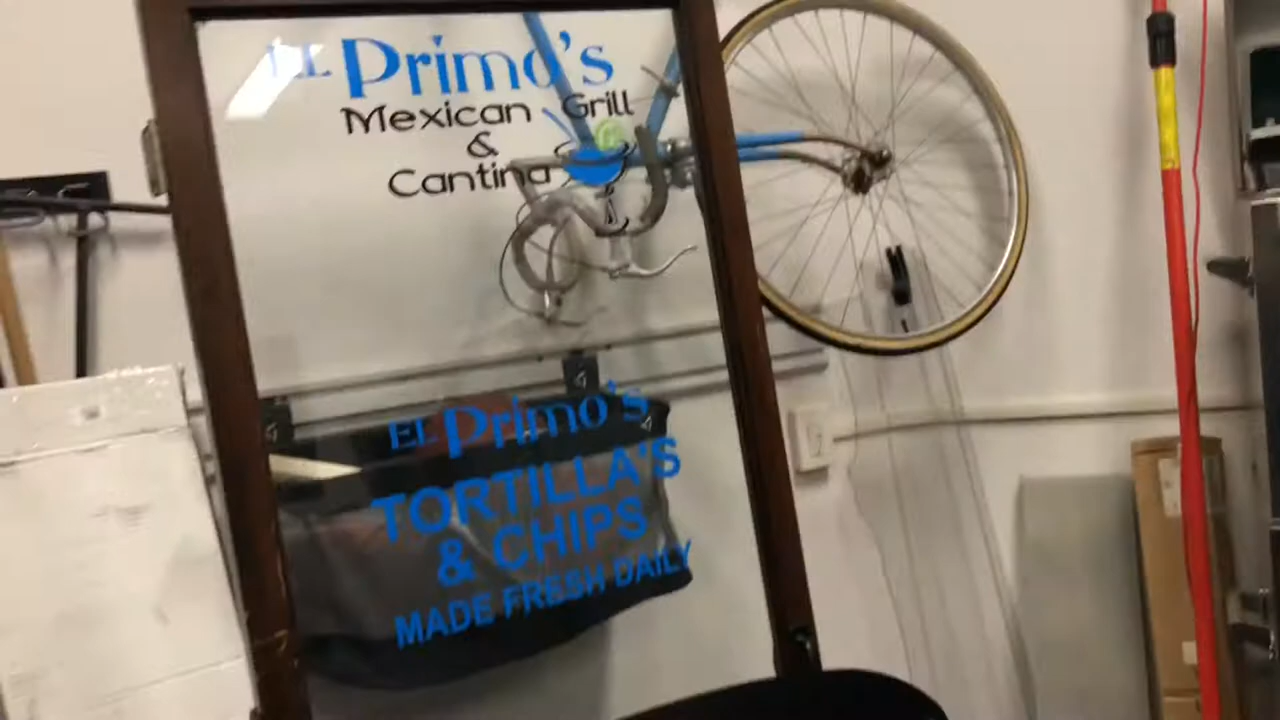 EL Primo's
Mexican Grill
&
Cantina
EL Primo's
TORTILLA'S
& CHIPS
MADE FRESH DAILY